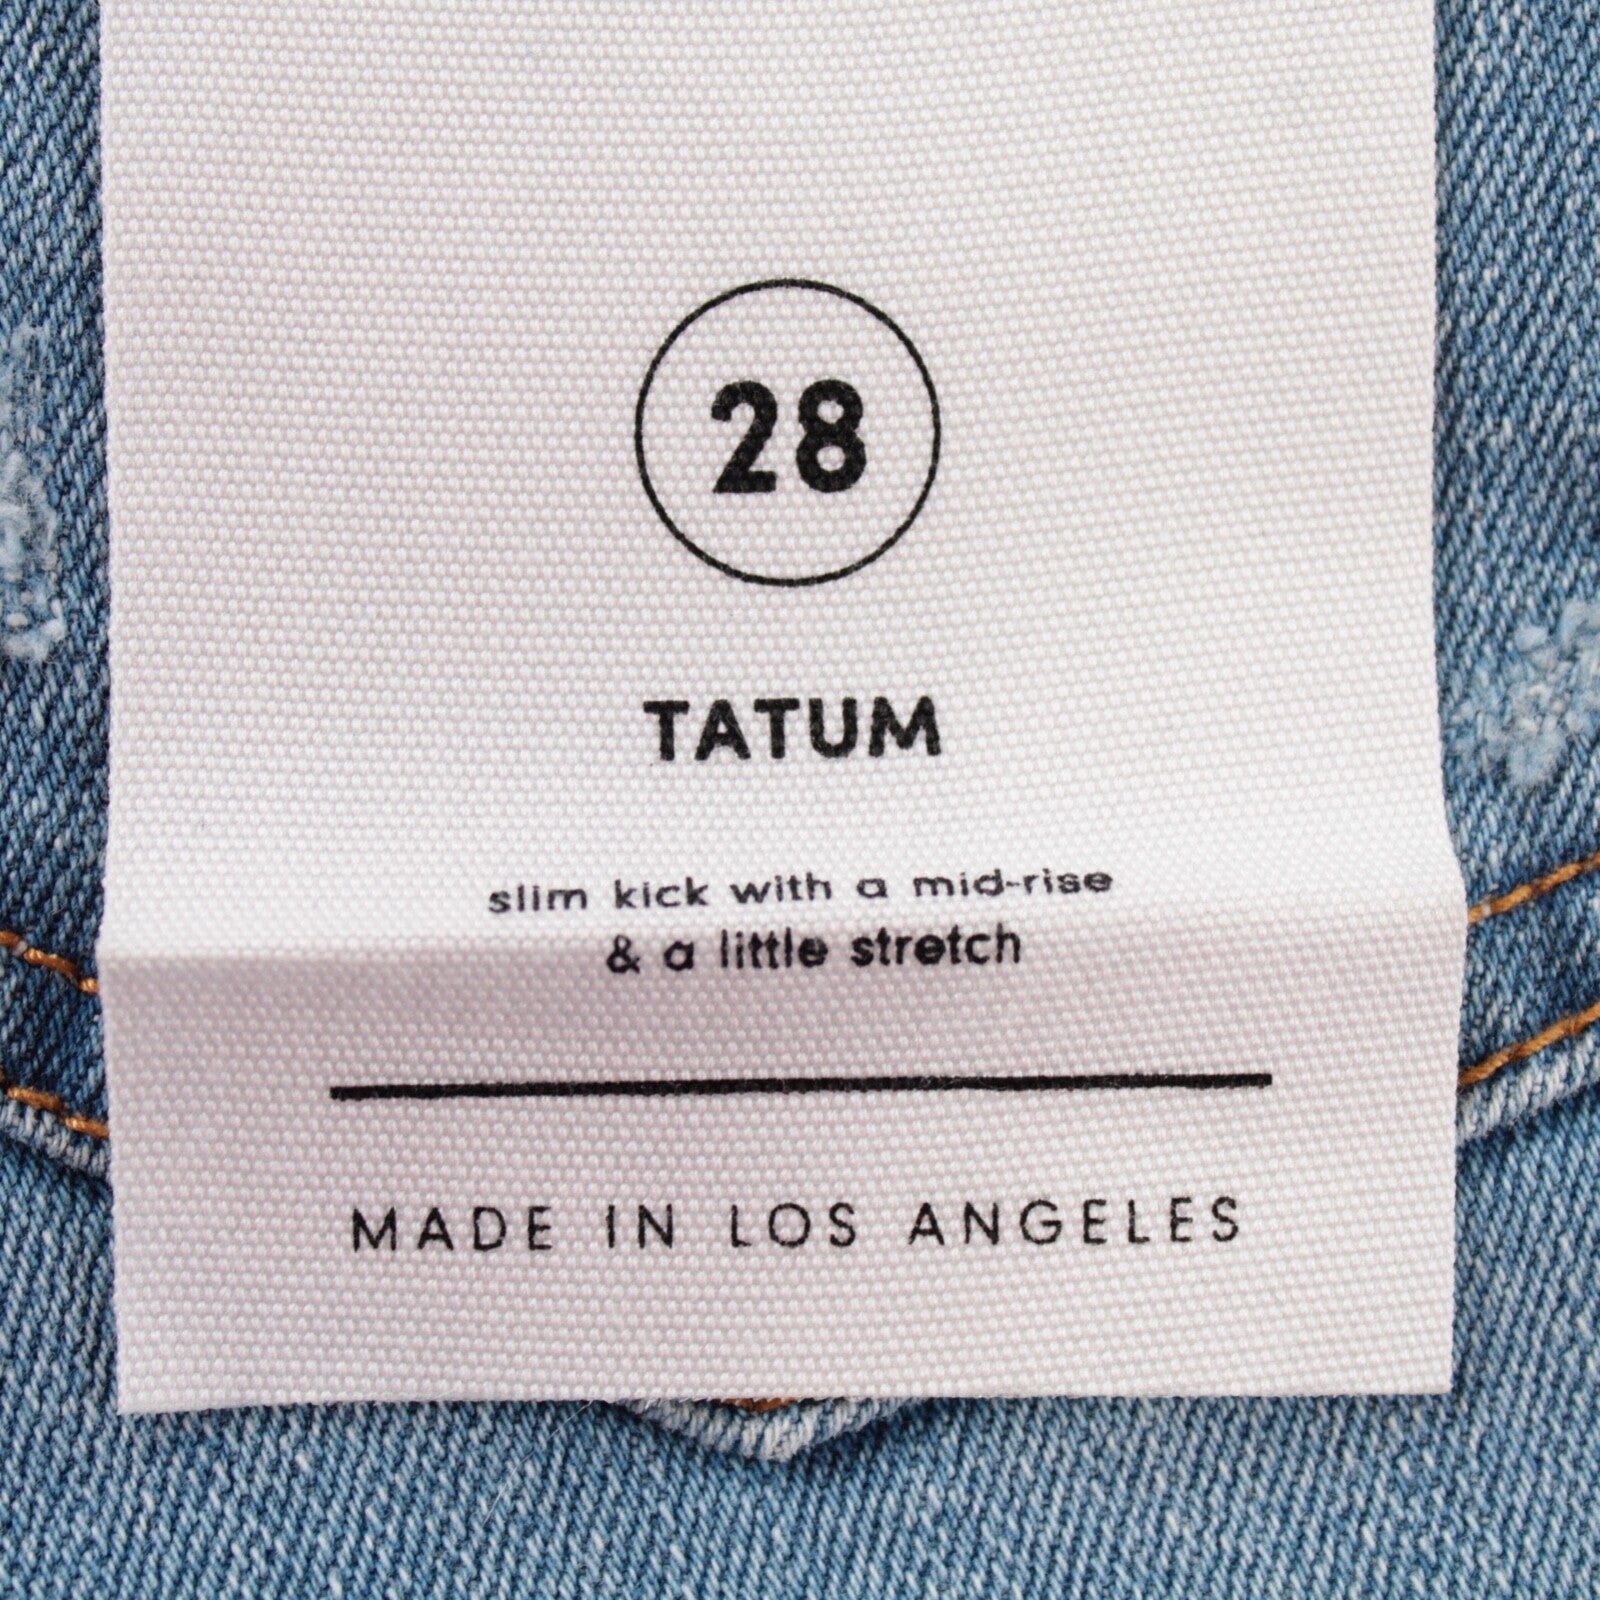 28
TATUM
slim kick with a mid-rise
& a little stretch
MADE IN LOS ANGELES